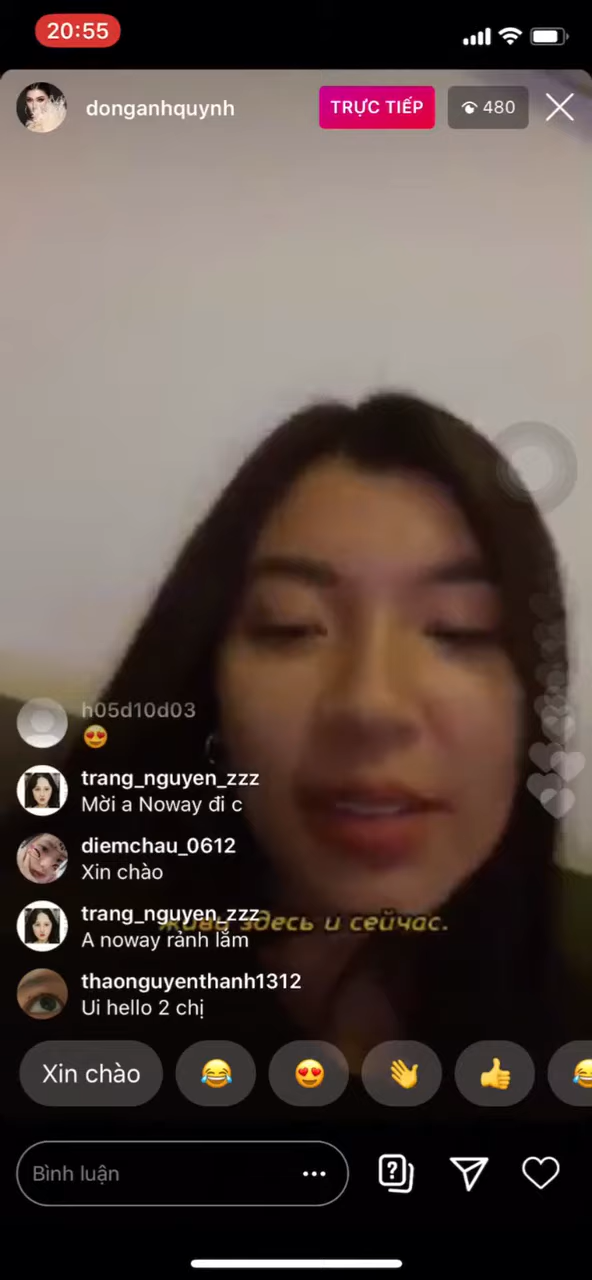 20:55
donganhquynh
TRỰC TIẾP
480
h05d10d03
😍
trang_nguyen_zzz
Mời a Noway đi c
diemchau_0612
Xin chào
trang_nguyen_zzz
живи здесь и сейчас.
A noway rảnh lắm
thaonguyenthanh1312
Ui hello 2 chị
Xin chào
Bình luận